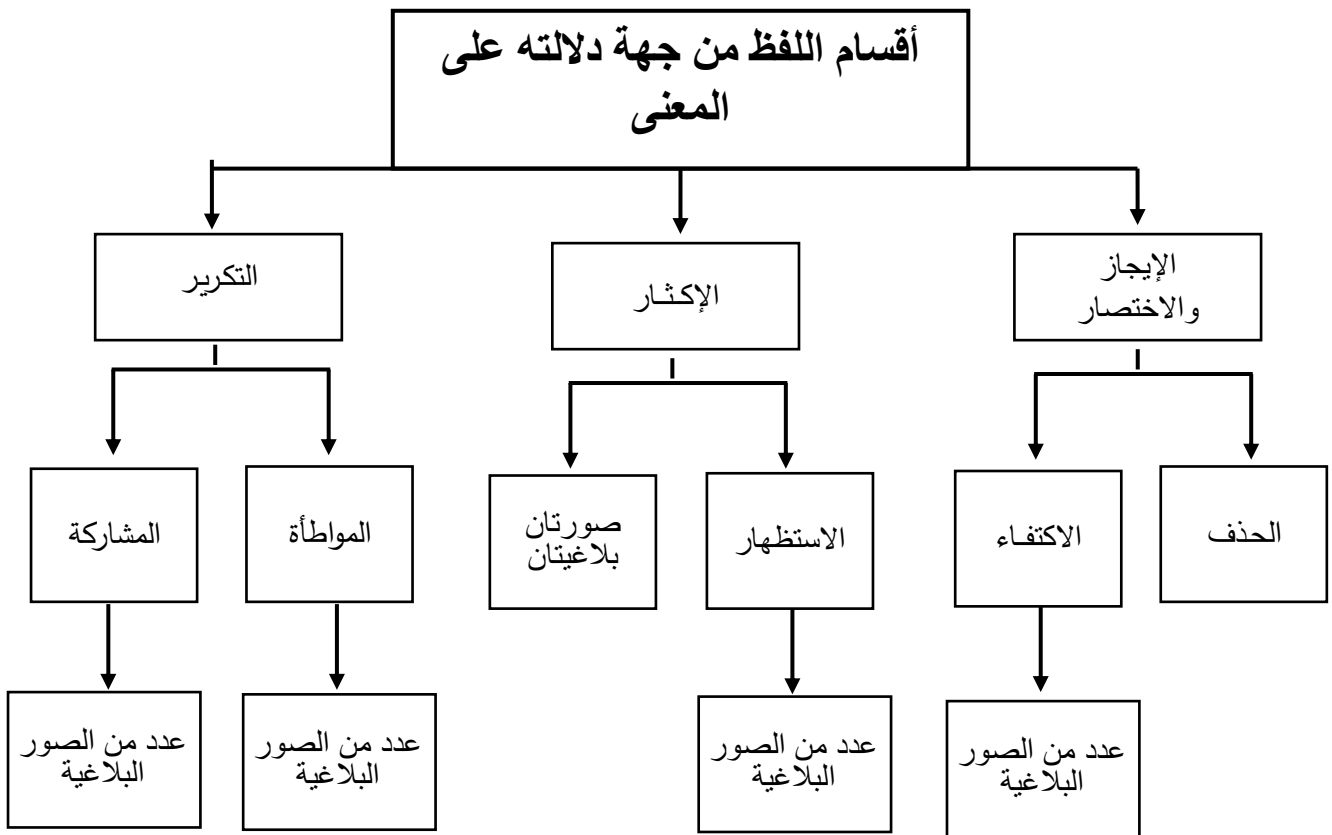 أقسام اللفظ من جهة دلالته على
المعنى
الإيجاز
والاختصار
الإكثار
التكرير
الحذف
الاكتفاء
الاستظهار
صورتان
بلاغيتان
المواطأة
المشاركة
عدد من الصور
البلاغية
عدد من الصور
البلاغية
عدد من الصور
البلاغية
عدد من الصور
البلاغية